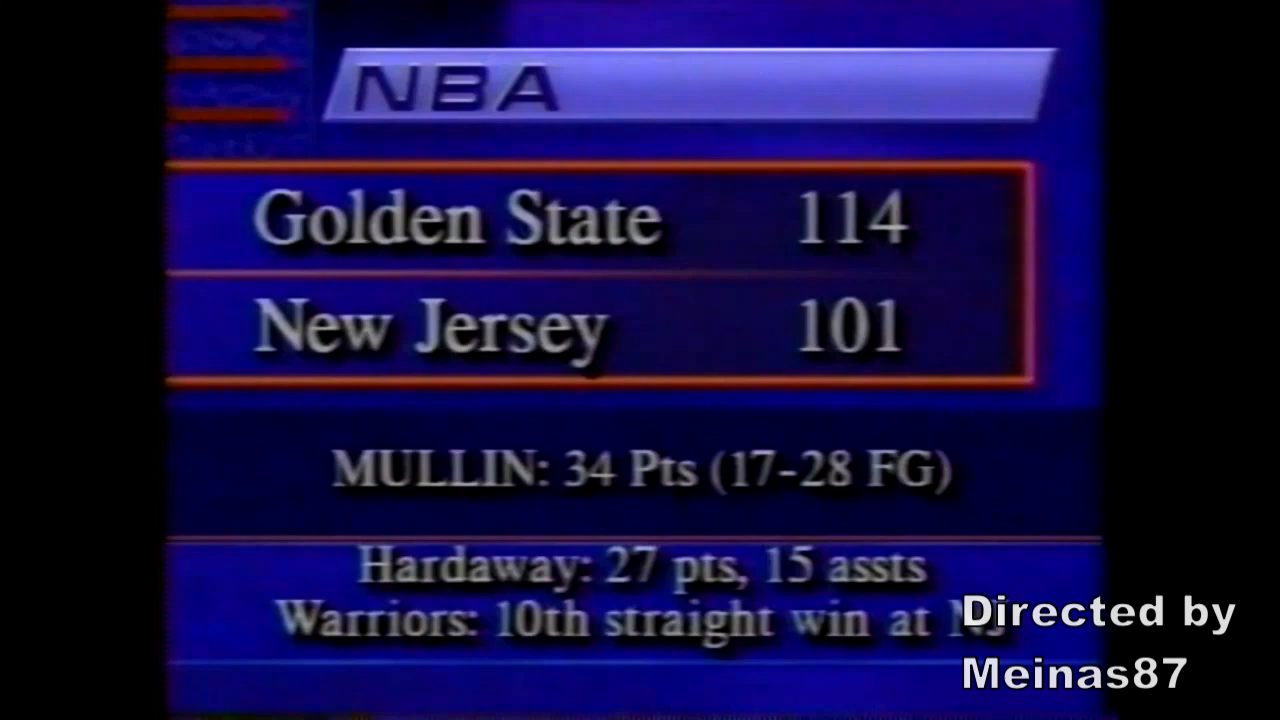 NBA
Golden State 114
New Jersey 101
MULLIN: 34 Pts (17-28 FG)
Hardaway: 27 pts, 15 assts
Warriors: 10th straight win at NJ
Directed by
Meinas87